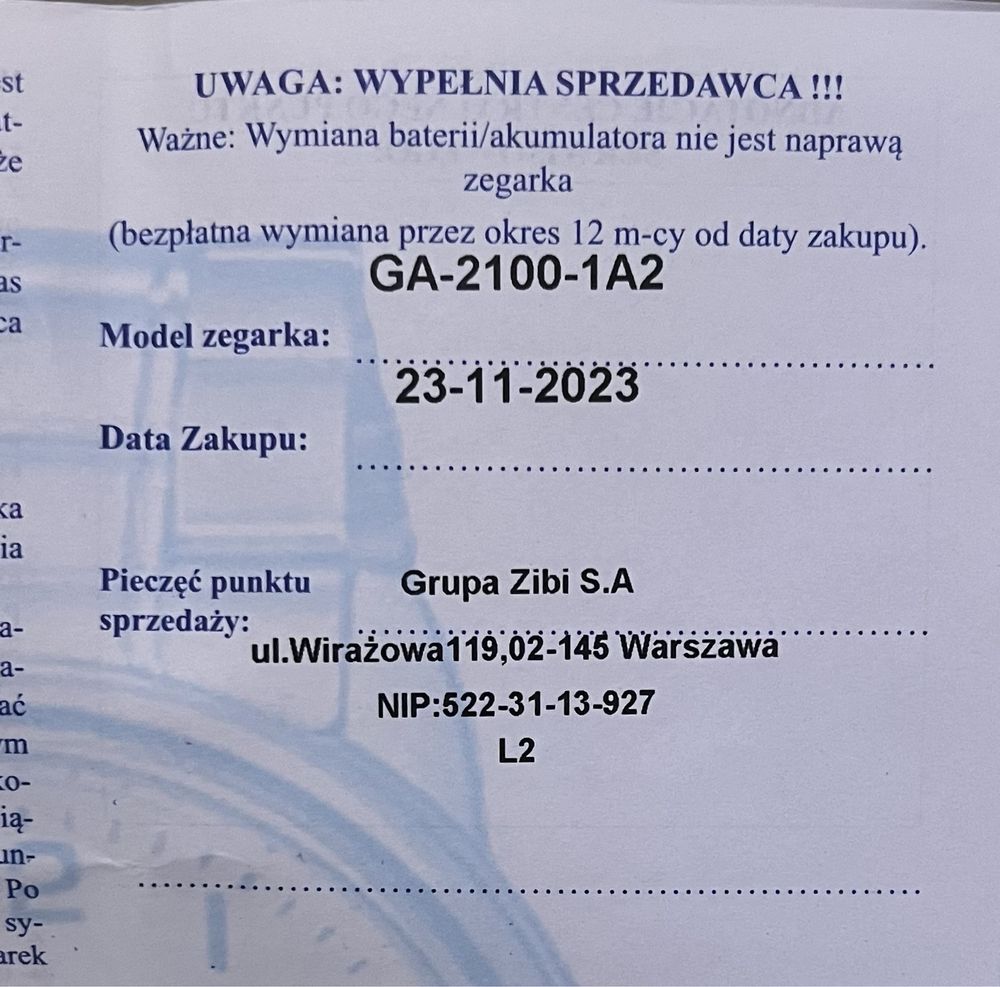 UWAGA: WYPEŁNIA SPRZEDAWCA !!!
Ważne: Wymiana baterii/akumulatora nie jest naprawą
zegarka
(bezpłatna wymiana przez okres 12 m-cy od daty zakupu).
GA-2100-1A2
Model zegarka:
23-11-2023
Data Zakupu:
Pieczęć punktu
Grupa Zibi S.A
sprzedaży:
ul.Wirażowa119,02-145 Warszawa
NIP:522-31-13-927
L2